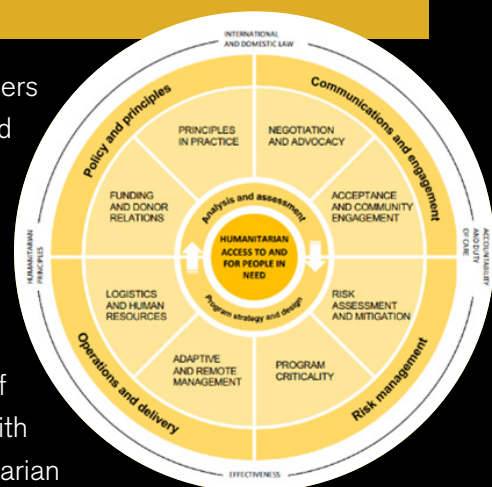 ers
d
f
ith
arian
INTERNATIONAL
AND DOMESTIC LAW
Policy and principles
Communications and engagement
PRINCIPLES
IN PRACTICE
NEGOTIATION
AND ADVOCACY
FUNDING
AND DONOR
RELATIONS
ACCEPTANCE
AND COMMUNITY
ENGAGEMENT
Analysis and assessment
HUMANITARIAN
ACCESS TO AND
FOR PEOPLE IN
NEED
Program strategy and design
HUMANITARIAN
PRINCIPLES
ACCOUNTABILITY
AND DUTY
OF CARE
LOGISTICS
AND HUMAN
RESOURCES
RISK
ASSESSMENT
AND MITIGATION
ADAPTIVE
AND REMOTE
MANAGEMENT
PROGRAM
CRITICALITY
Operations and delivery
Risk management
EFFECTIVENESS